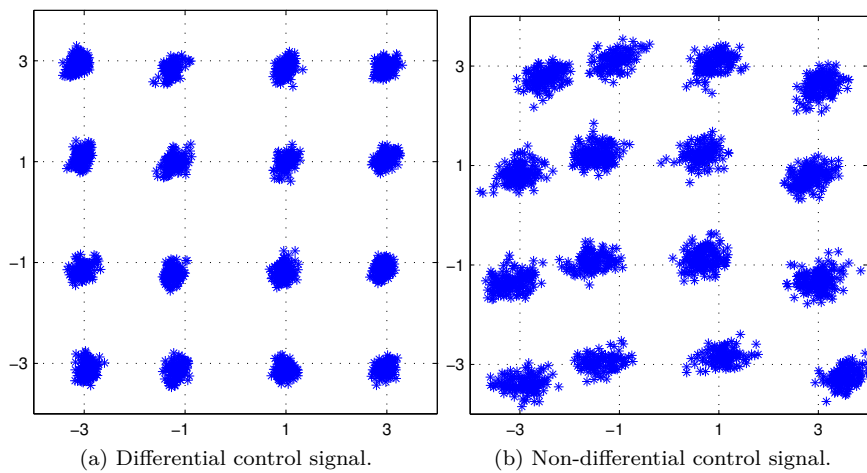 3
1
−1
−3
−3 −1 1 3
(a) Differential control signal.
3
1
−1
−3
−3 −1 1 3
(b) Non-differential control signal.